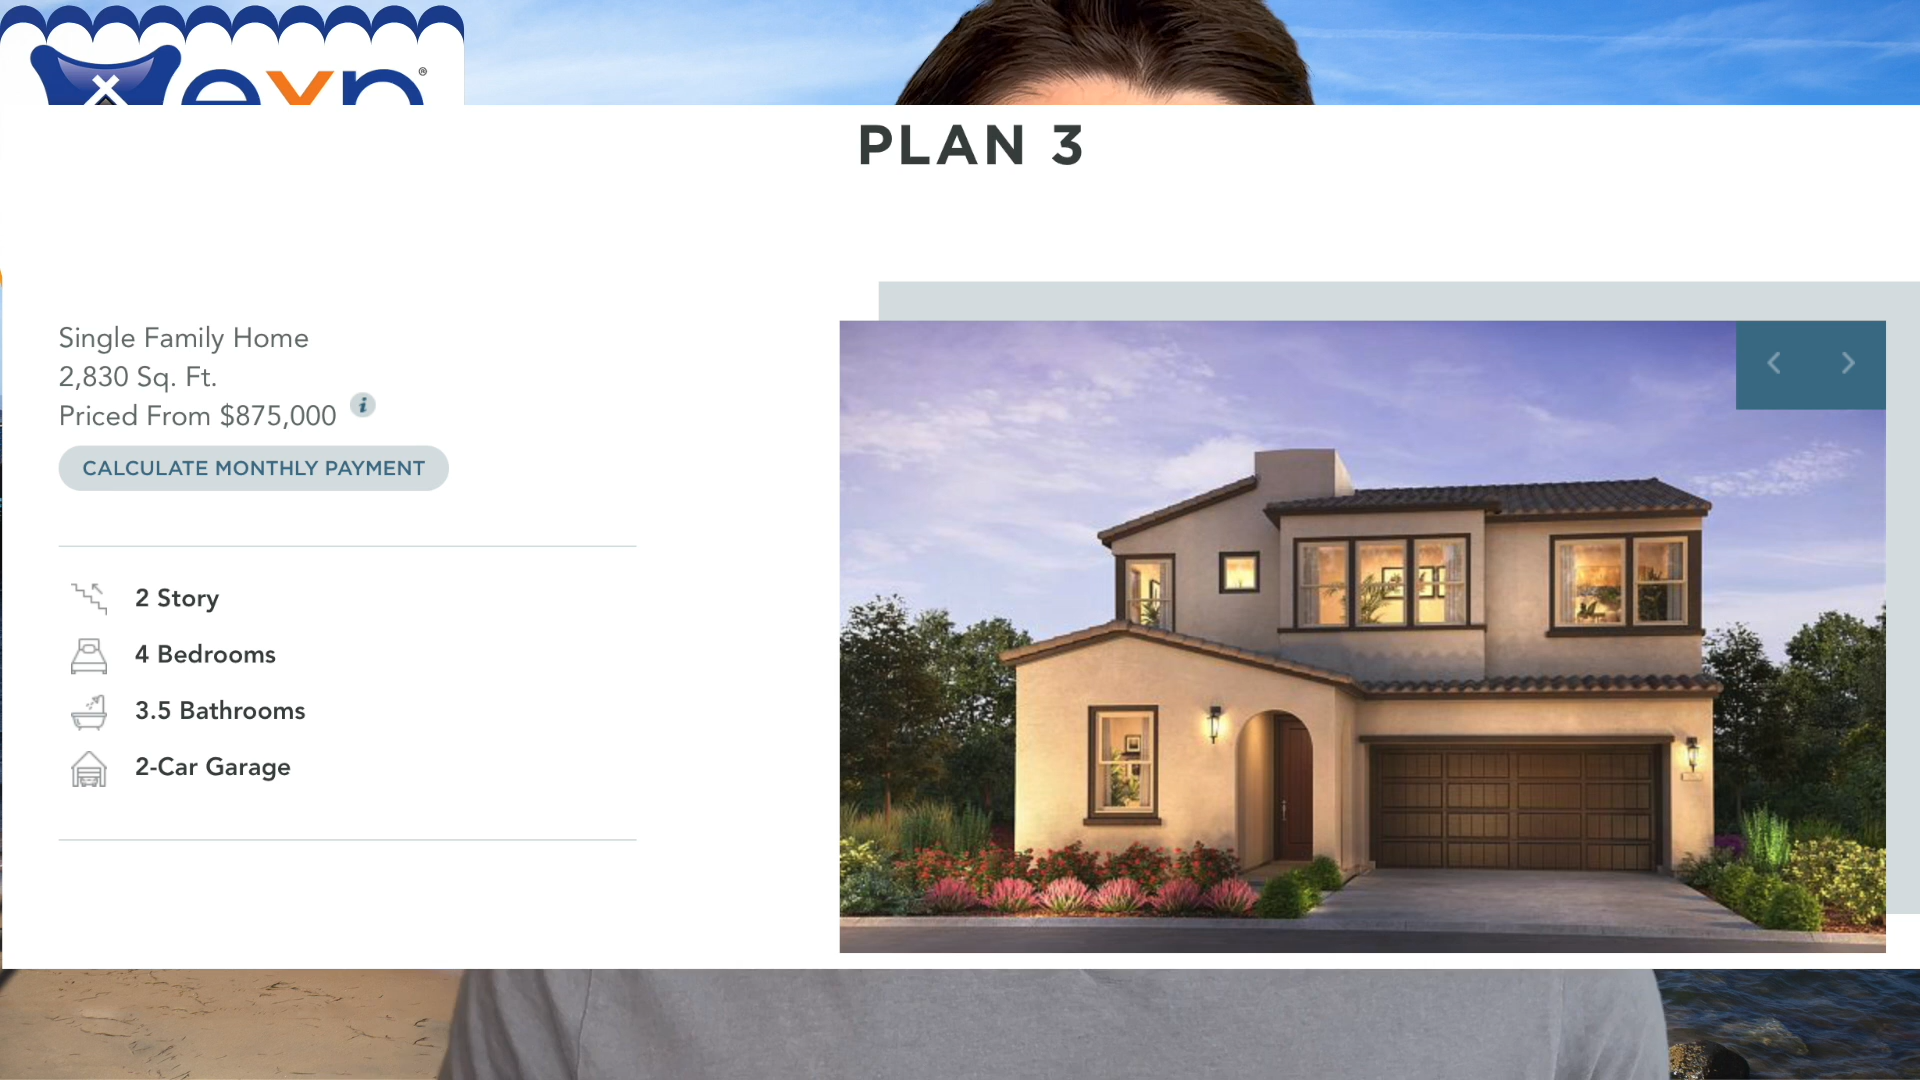 exp®
PLAN 3
Single Family Home
2,830 Sq. Ft.
Priced From $875,000 i
CALCULATE MONTHLY PAYMENT
2 Story
4 Bedrooms
3.5 Bathrooms
2-Car Garage